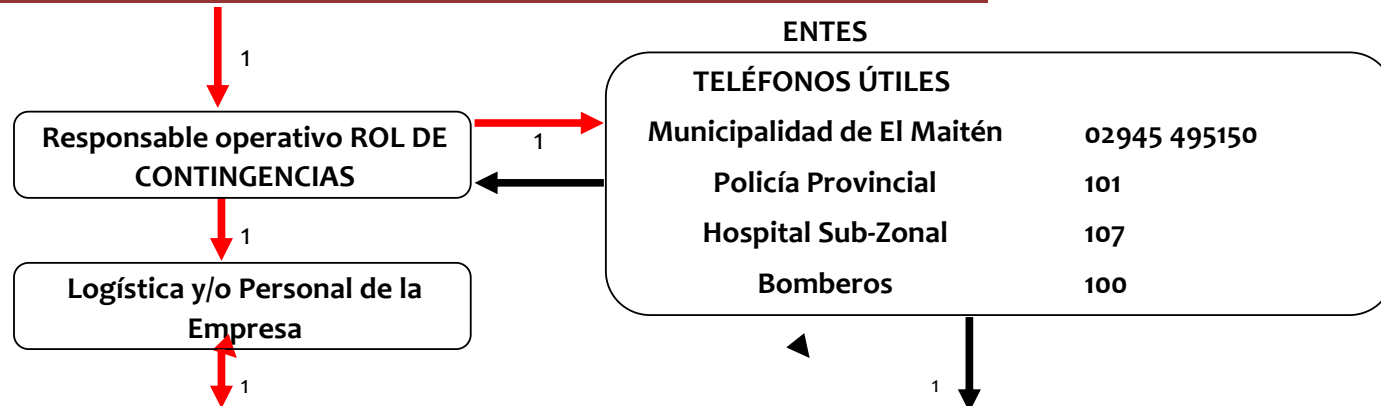 ENTES
1
TELÉFONOS ÚTILES
Responsable operativo ROL DE
CONTINGENCIAS
1
Municipalidad de El Maitén 02945 495150
Policía Provincial 101
1
Hospital Sub-Zonal 107
Logística y/o Personal de la
Empresa
Bomberos 100
1
1